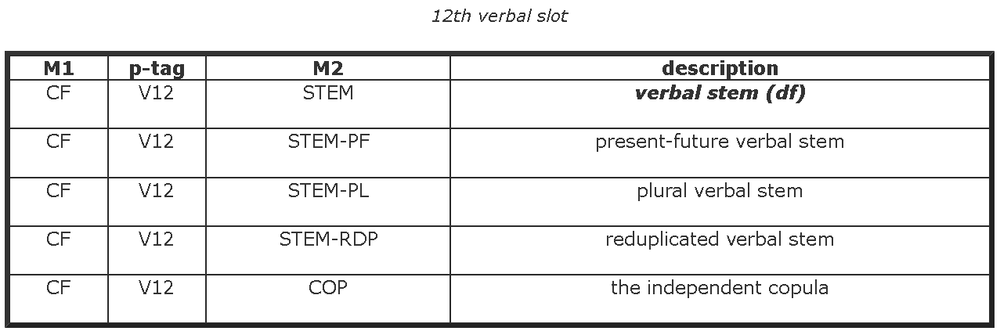 12th verbal slot
M1 p-tag M2 description
CF V12 STEM verbal stem (df)
CF V12 STEM-PF present-future verbal stem
CF V12 STEM-PL plural verbal stem
CF V12 STEM-RDP reduplicated verbal stem
CF V12 COP the independent copula